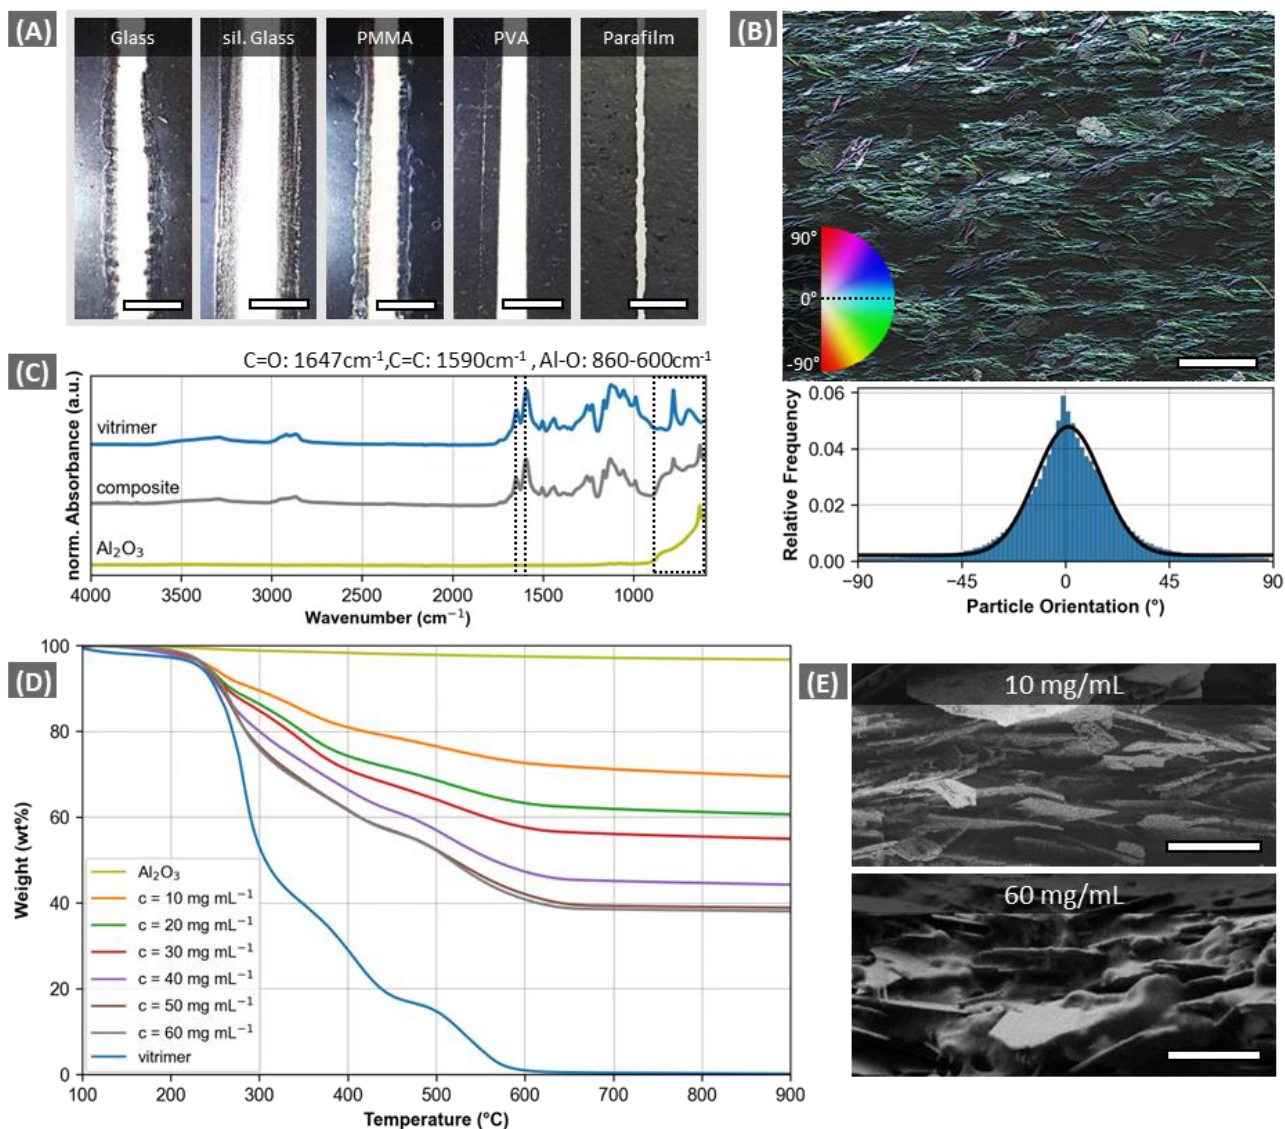 (A)
Glass
sil. Glass
PMMA
PVA
Parafilm
(B)
90°
0°
-90°
(C)
C=O: 1647cm⁻¹,C=C: 1590cm⁻¹ , Al-O: 860-600cm⁻¹
norm. Absorbance (a.u.)
vitrimer
composite
Al₂O₃
4000 3500 3000 2500 2000 1500 1000
Wavenumber (cm⁻¹)
Relative Frequency
0.06
0.04
0.02
0.00
−90 −45 0 45 90
Particle Orientation (°)
(D)
Weight (wt%)
100
80
60
40
20
0
Al₂O₃
c = 10 mg mL⁻¹
c = 20 mg mL⁻¹
c = 30 mg mL⁻¹
c = 40 mg mL⁻¹
c = 50 mg mL⁻¹
c = 60 mg mL⁻¹
vitrimer
100 200 300 400 500 600 700 800 900
Temperature (°C)
(E)
10 mg/mL
60 mg/mL